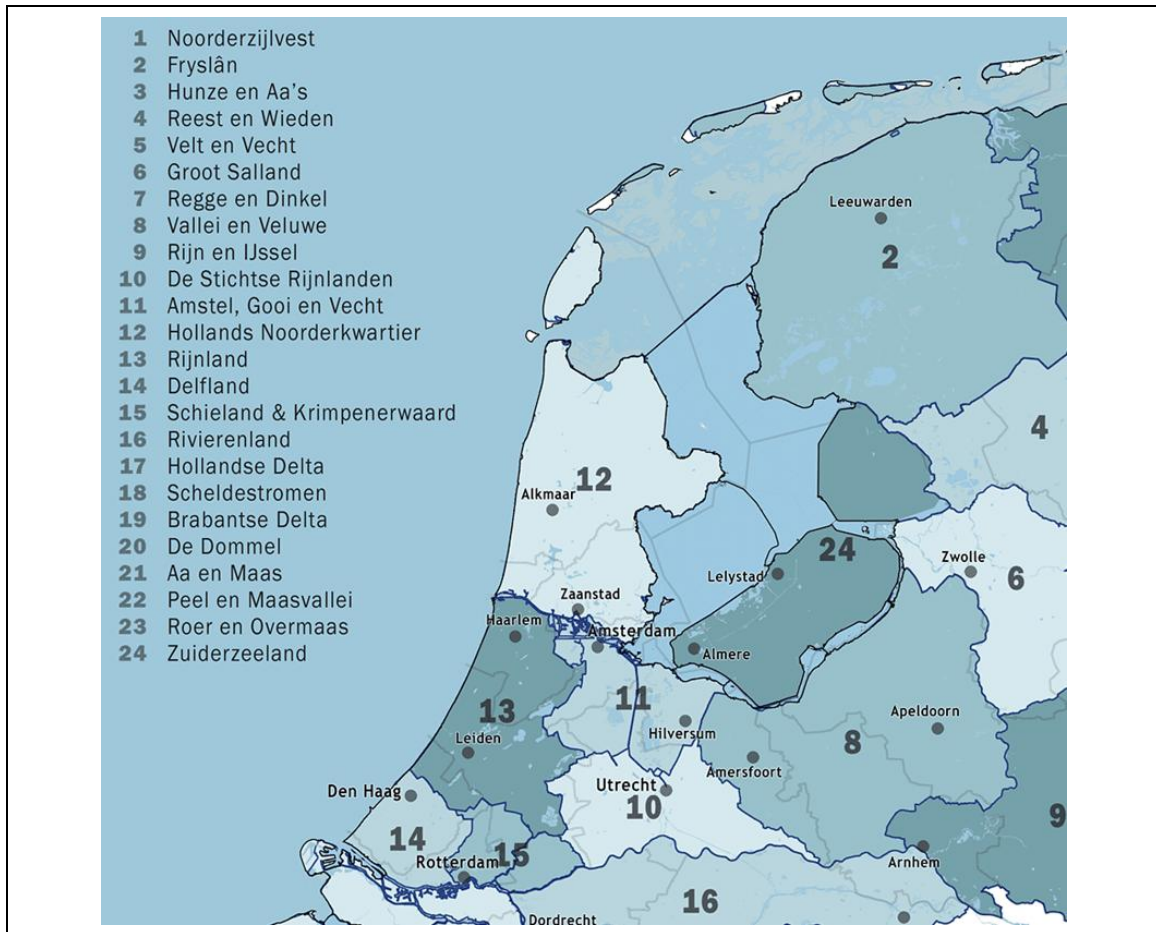 1 Noorderzijlvest
2 Fryslân
3 Hunze en Aa's
4 Reest en Wieden
5 Velt en Vecht
6 Groot Salland
7 Regge en Dinkel
8 Vallei en Veluwe
9 Rijn en IJssel
10 De Stichtse Rijnlanden
11 Amstel, Gooi en Vecht
12 Hollands Noorderkwartier
13 Rijnland
14 Delfland
15 Schieland & Krimpenerwaard
16 Rivierenland
17 Hollandse Delta
18 Scheldestromen
19 Brabantse Delta
20 De Dommel
21 Aa en Maas
22 Peel en Maasvallei
23 Roer en Overmaas
24 Zuiderzeeland
Leeuwarden
2
4
12
Alkmaar
24
Zwolle
Lelystad
6
Zaanstad
Haarlem
Amsterdam
Almere
11
13
Apeldoorn
Hilversum
Leiden
8
Amersfoort
Utrecht
Den Haag
10
9
14
15
Arnhem
Rotterdam
16
Dordrecht